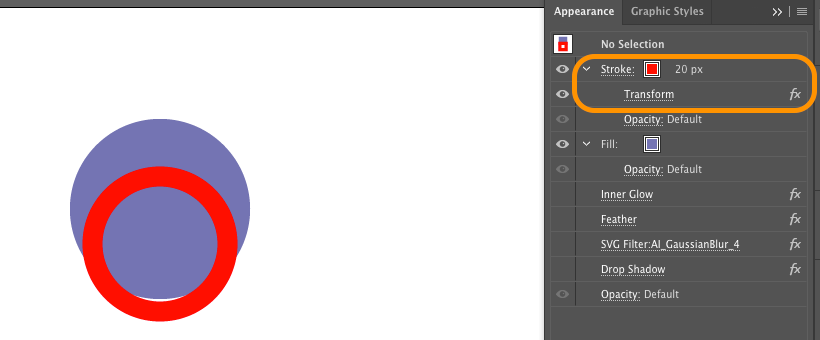 Appearance Graphic Styles
No Selection
Stroke: 20 px
Transform fx
Opacity: Default
Fill:
Opacity: Default
Inner Glow fx
Feather fx
SVG Filter:AI_GaussianBlur_4 fx
Drop Shadow fx
Opacity: Default